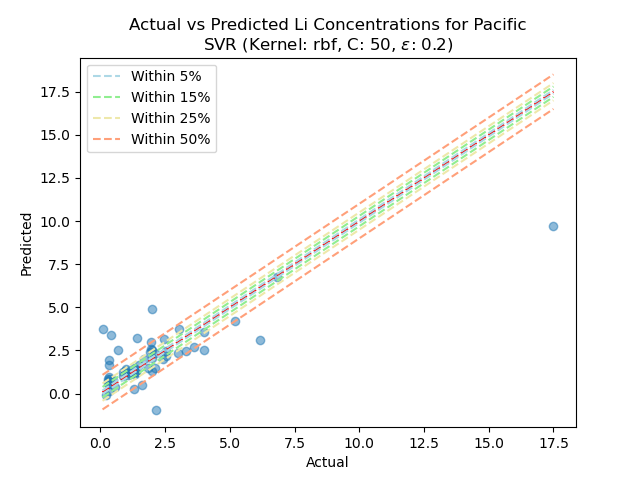 Actual vs Predicted Li Concentrations for Pacific
SVR (Kernel: rbf, C: 50, ε: 0.2)
Within 5%
Within 15%
Within 25%
Within 50%
Predicted
17.5
15.0
12.5
10.0
7.5
5.0
2.5
0.0
0.0 2.5 5.0 7.5 10.0 12.5 15.0 17.5
Actual